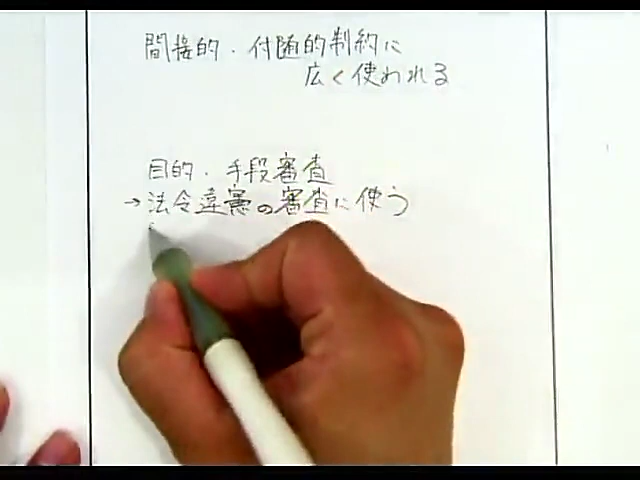 間接的・付随的制約に
広く使われる
目的・手段審査
→法令違憲の審査に使う